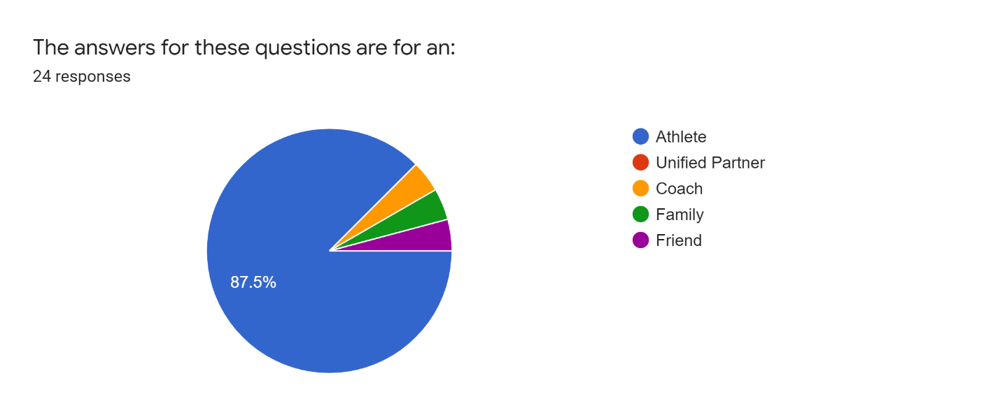 The answers for these questions are for an:
24 responses
Athlete
Unified Partner
Coach
Family
Friend
87.5%